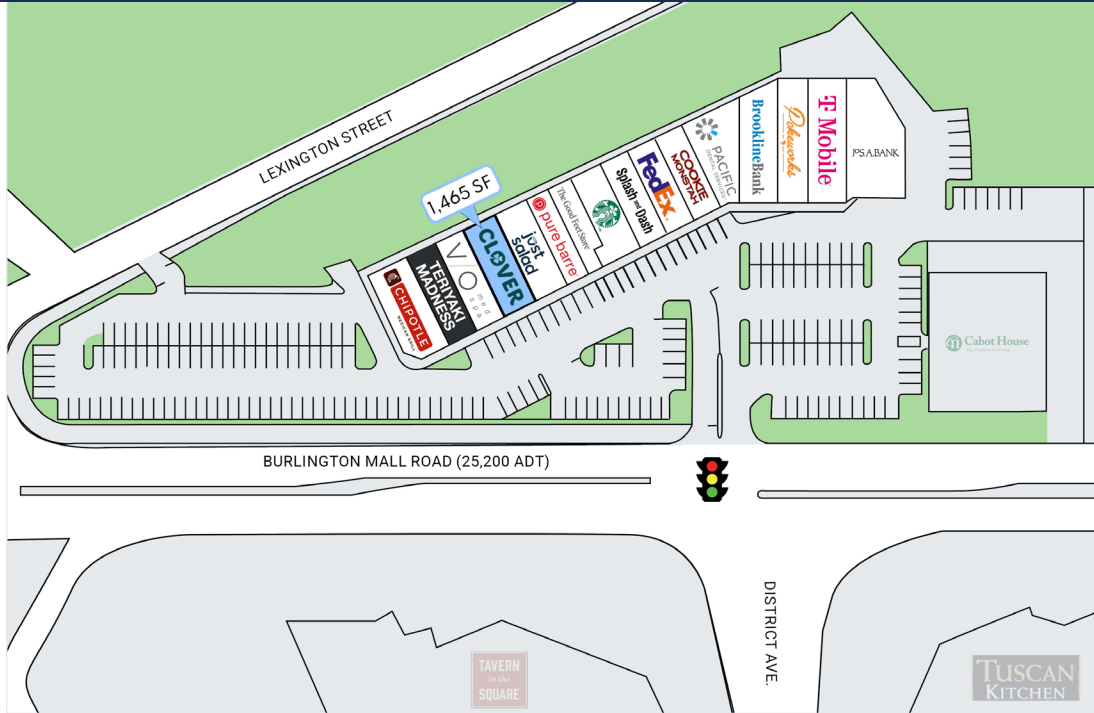 LEXINGTON STREET
1,465 SF
CHIPOTLE
MEXICAN GRILL
TERIYAKI
MADNESS
V/O
med
spa
CLOVER
just
salad
pure barre
The Good Feet Store
Splash and Dash
FedEx
COOKIE
MONSTAH
PACIFIC
DENTAL SERVICES
BrooklineBank
Pokeworks
T Mobile
JOS. A. BANK
Cabot House
BURLINGTON MALL ROAD (25,200 ADT)
DISTRICT AVE.
TAVERN
in the
SQUARE
TUSCAN
KITCHEN